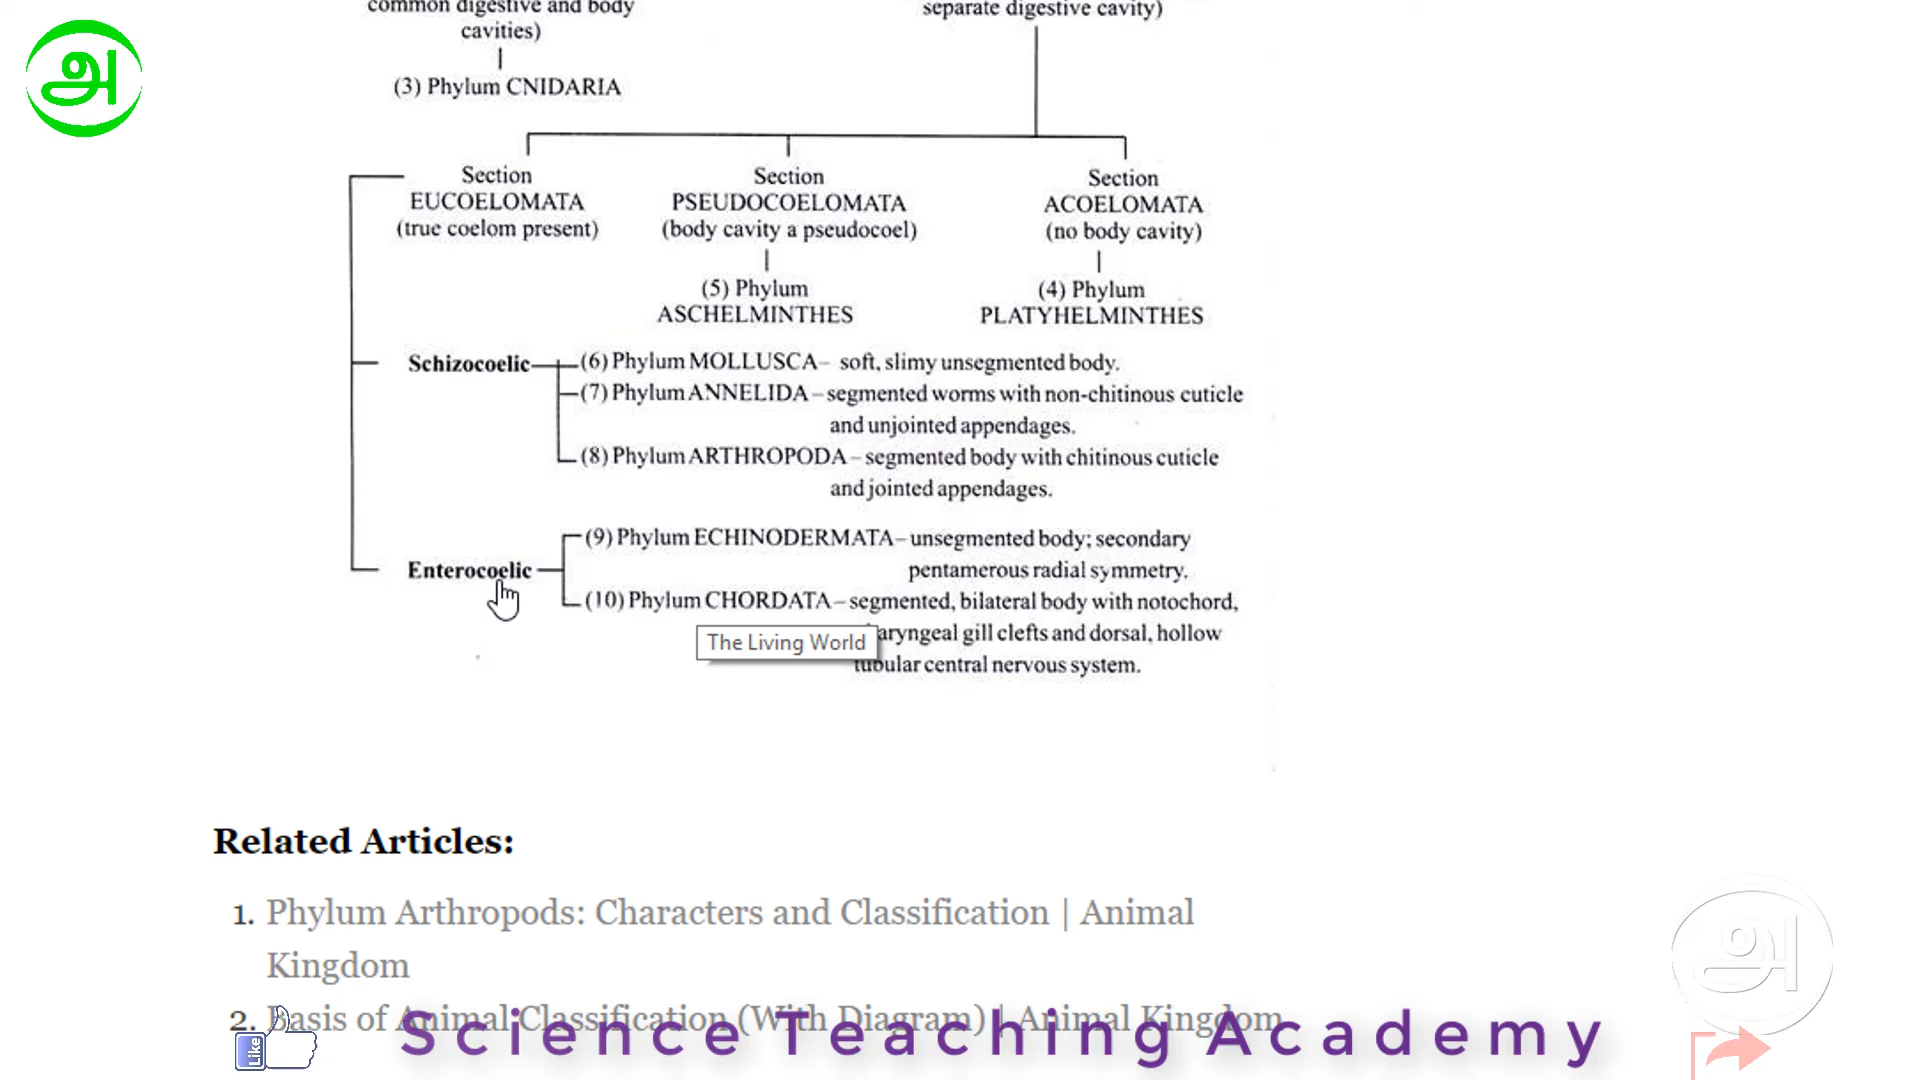 அ
common digestive and body
cavities)
separate digestive cavity)
(3) Phylum CNIDARIA
Section
EUCOELOMATA
(true coelom present)
Section
PSEUDOCOELOMATA
(body cavity a pseudocoel)
(5) Phylum
ASCHELMINTHES
Section
ACOELOMATA
(no body cavity)
(4) Phylum
PLATYHELMINTHES
Schizocoelic
(6) Phylum MOLLUSCA– soft, slimy unsegmented body.
(7) Phylum ANNELIDA – segmented worms with non-chitinous cuticle
and unjointed appendages.
(8) Phylum ARTHROPODA – segmented body with chitinous cuticle
and jointed appendages.
Enterocoelic
(9) Phylum ECHINODERMATA– unsegmented body; secondary
pentamerous radial symmetry.
(10) Phylum CHORDATA – segmented, bilateral body with notochord,
aryngeal gill clefts and dorsal, hollow
The Living World
tubular central nervous system.
Related Articles:
1. Phylum Arthropods: Characters and Classification | Animal
Kingdom
2. Basis of Animal Classification (With Diagram) | Animal Kingdom
Like
Science Teaching Academy
அ